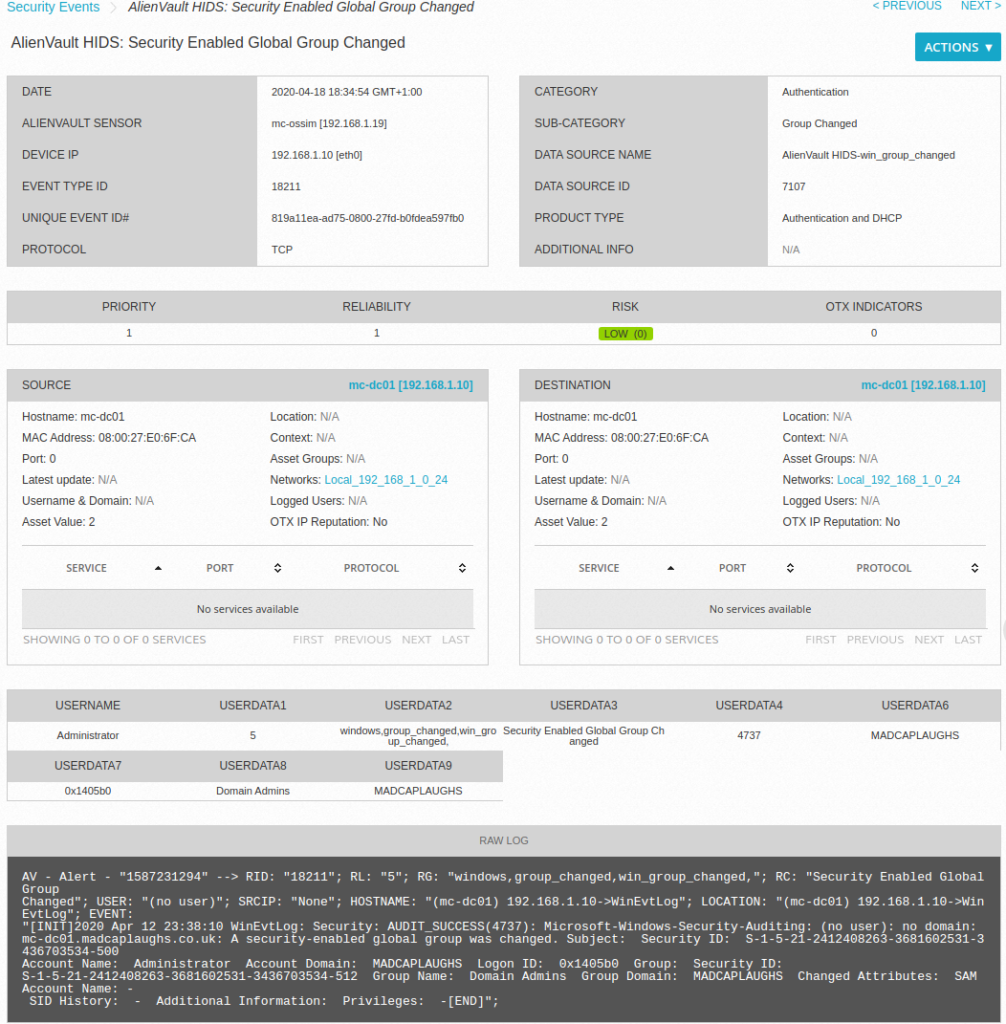 Security Events > AlienVault HIDS: Security Enabled Global Group Changed
< PREVIOUS NEXT >
AlienVault HIDS: Security Enabled Global Group Changed
ACTIONS ▼
DATE 2020-04-18 18:34:54 GMT+1:00
ALIENVAULT SENSOR mc-ossim [192.168.1.19]
DEVICE IP 192.168.1.10 [eth0]
EVENT TYPE ID 18211
UNIQUE EVENT ID# 819a11ea-ad75-0800-27fd-b0fdea597fb0
PROTOCOL TCP
CATEGORY Authentication
SUB-CATEGORY Group Changed
DATA SOURCE NAME AlienVault HIDS-win_group_changed
DATA SOURCE ID 7107
PRODUCT TYPE Authentication and DHCP
ADDITIONAL INFO N/A
PRIORITY RELIABILITY RISK OTX INDICATORS
1 1 LOW (0) 0
SOURCE mc-dc01 [192.168.1.10]
Hostname: mc-dc01 Location: N/A
MAC Address: 08:00:27:E0:6F:CA Context: N/A
Port: 0 Asset Groups: N/A
Latest update: N/A Networks: Local_192_168_1_0_24
Username & Domain: N/A Logged Users: N/A
Asset Value: 2 OTX IP Reputation: No
SERVICE PORT PROTOCOL
No services available
SHOWING 0 TO 0 OF 0 SERVICES FIRST PREVIOUS NEXT LAST
DESTINATION mc-dc01 [192.168.1.10]
Hostname: mc-dc01 Location: N/A
MAC Address: 08:00:27:E0:6F:CA Context: N/A
Port: 0 Asset Groups: N/A
Latest update: N/A Networks: Local_192_168_1_0_24
Username & Domain: N/A Logged Users: N/A
Asset Value: 2 OTX IP Reputation: No
SERVICE PORT PROTOCOL
No services available
SHOWING 0 TO 0 OF 0 SERVICES FIRST PREVIOUS NEXT LAST
USERNAME USERDATA1 USERDATA2 USERDATA3 USERDATA4 USERDATA6
Administrator 5 windows,group_changed,win_gro Security Enabled Global Group Ch 4737 MADCAPLAUGHS
up_changed, anged
USERDATA7 USERDATA8 USERDATA9
0x1405b0 Domain Admins MADCAPLAUGHS
RAW LOG
AV - Alert - "1587231294" --> RID: "18211"; RL: "5"; RG: "windows,group_changed,win_group_changed,"; RC: "Security Enabled Global
Group
Changed"; USER: "(no user)"; SRCIP: "None"; HOSTNAME: "(mc-dc01) 192.168.1.10->WinEvtLog"; LOCATION: "(mc-dc01) 192.168.1.10->Win
EvtLog"; EVENT:
"[INIT]2020 Apr 12 23:38:10 WinEvtLog: Security: AUDIT_SUCCESS(4737): Microsoft-Windows-Security-Auditing: (no user): no domain:
mc-dc01.madcaplaughs.co.uk: A security-enabled global group was changed. Subject: Security ID: S-1-5-21-2412408263-3681602531-3
436703534-500
Account Name: Administrator Account Domain: MADCAPLAUGHS Logon ID: 0x1405b0 Group: Security ID:
S-1-5-21-2412408263-3681602531-3436703534-512 Group Name: Domain Admins Group Domain: MADCAPLAUGHS Changed Attributes: SAM
Account Name: -
SID History: - Additional Information: Privileges: -[END]";